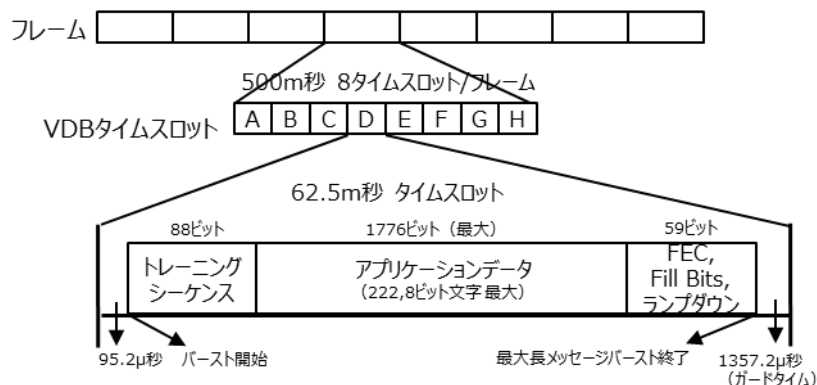 フレーム
500m秒 8タイムスロット/フレーム
VDBタイムスロット
A B C D E F G H
62.5m秒 タイムスロット
88ビット
1776ビット（最大）
59ビット
トレーニング
シーケンス
アプリケーションデータ
（222,8ビット文字最大）
FEC,
Fill Bits,
ランプダウン
95.2μ秒
バースト開始
最大長メッセージバースト終了
1357.2μ秒
（ガードタイム）